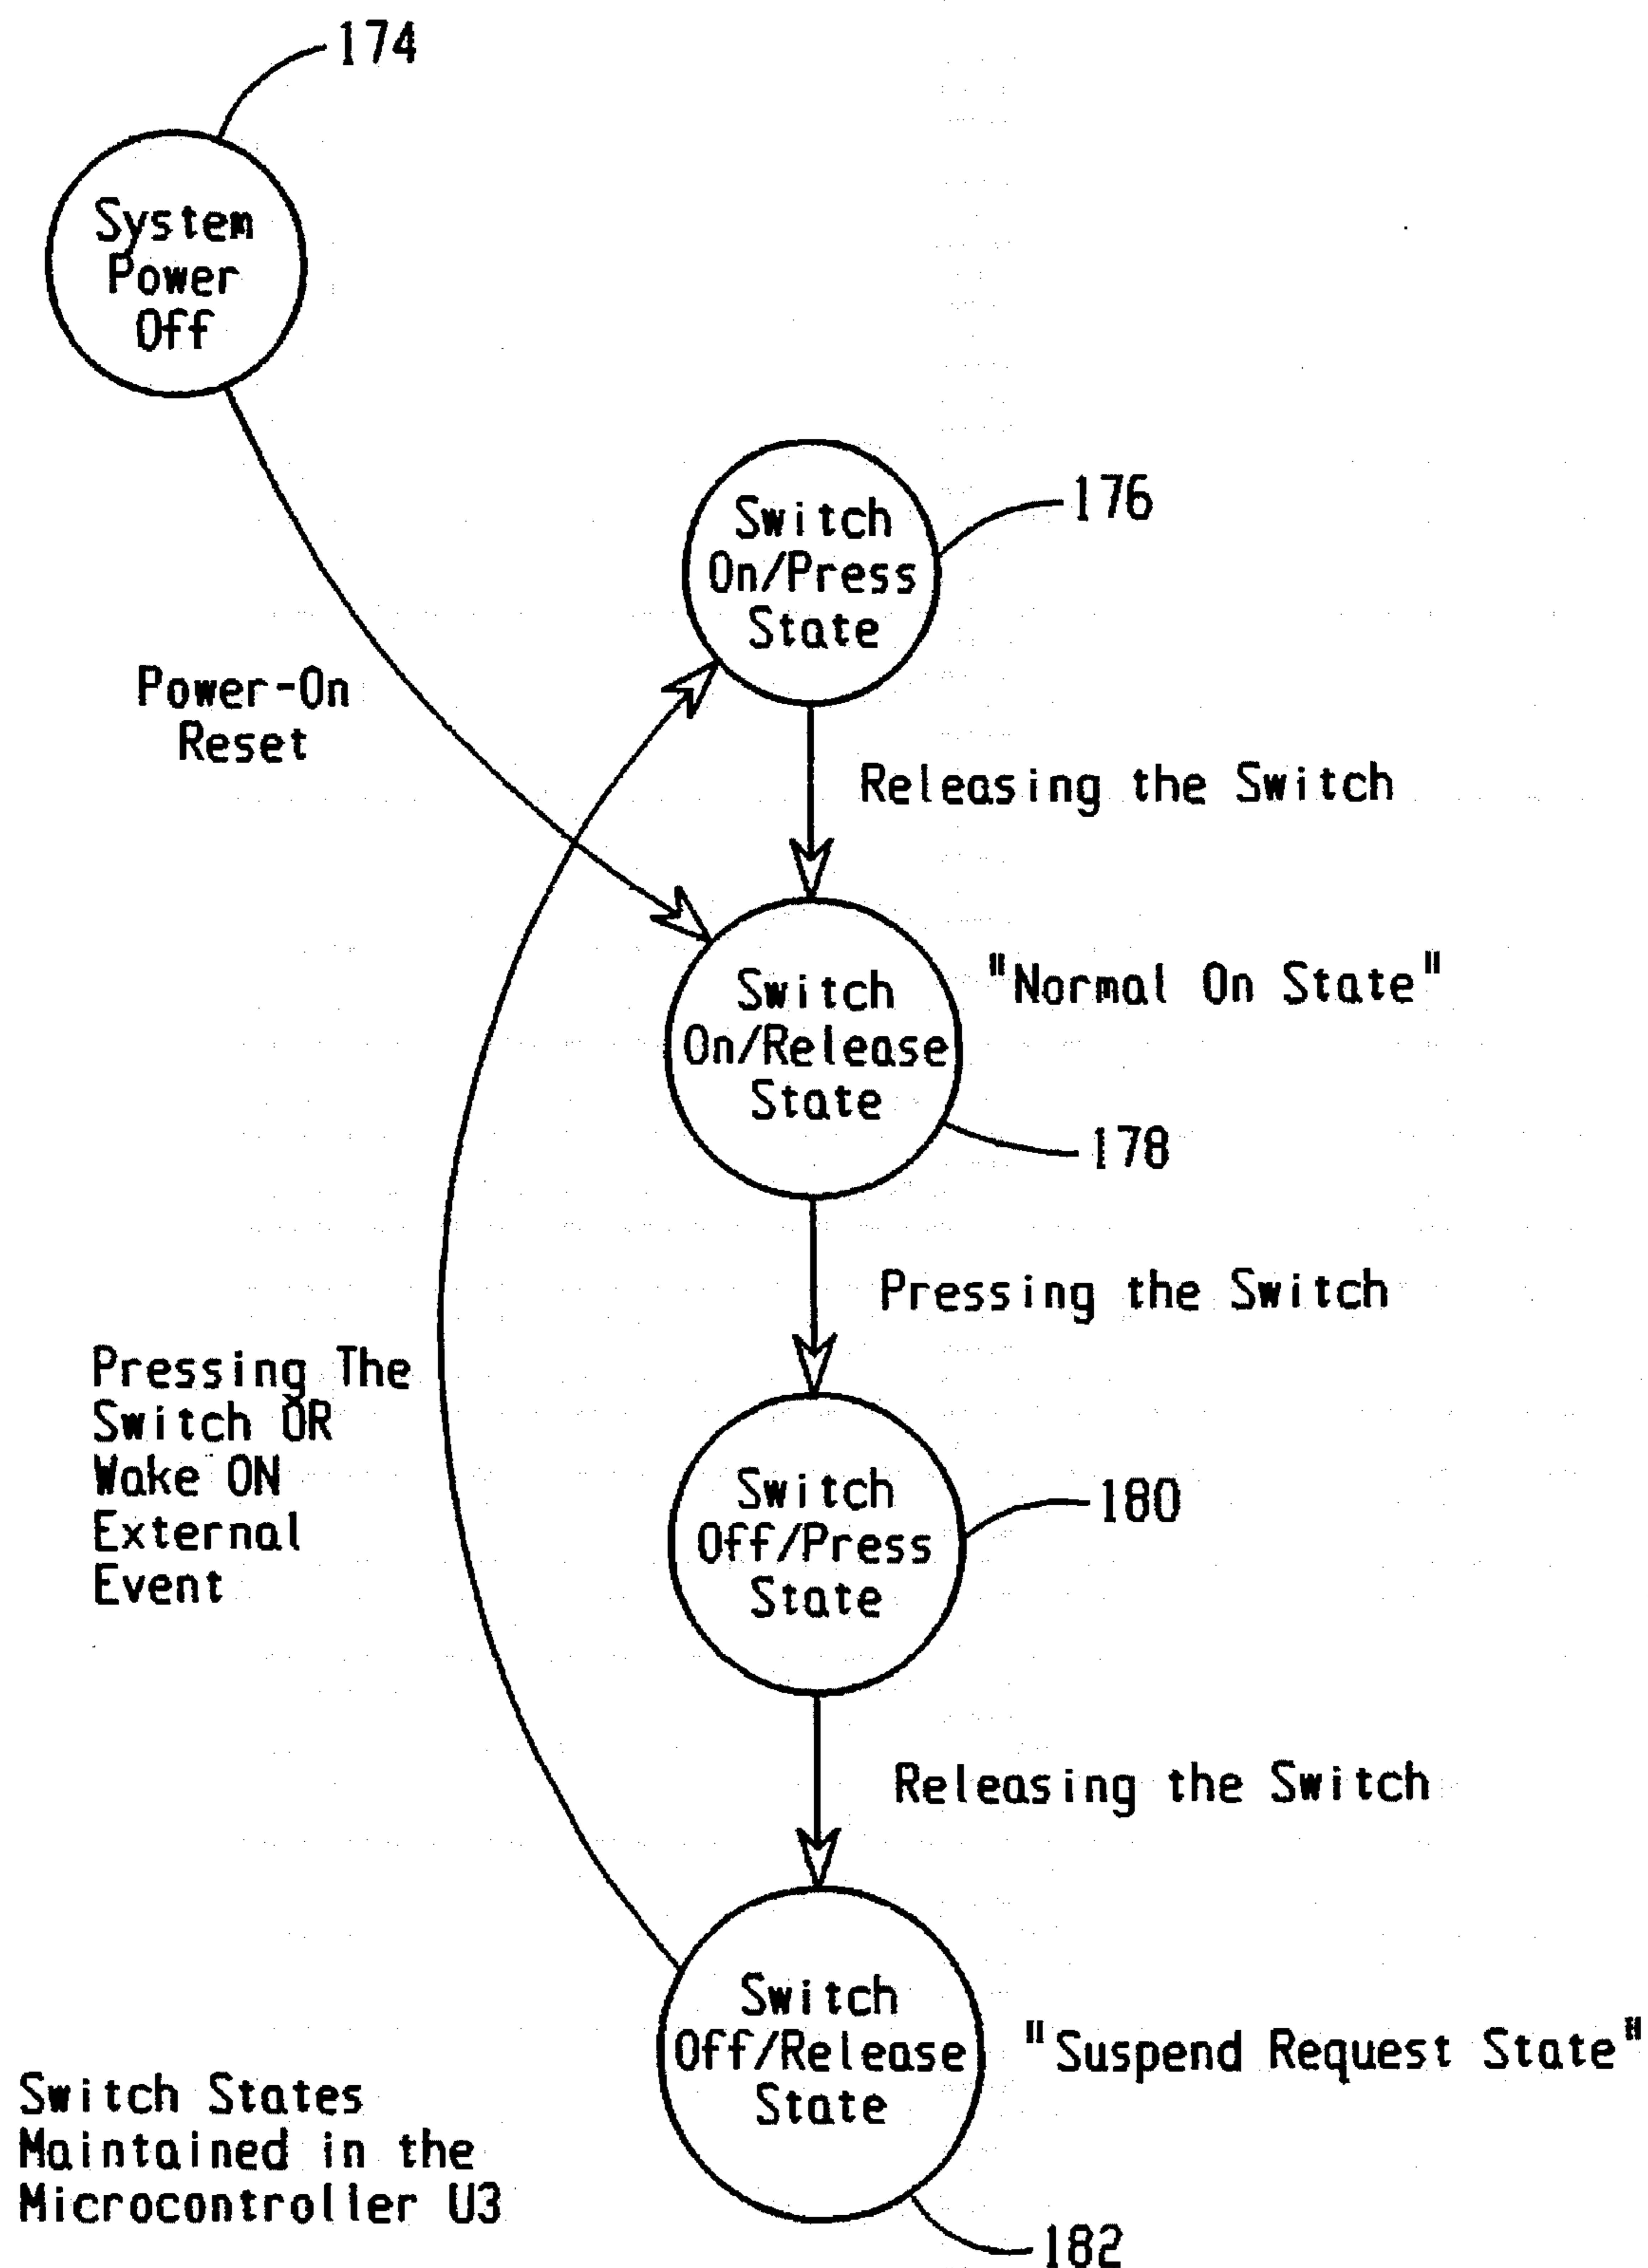 174
System
Power
Off
176
Switch
On/Press
State
Power-On
Reset
Releasing the Switch
"Normal On State"
Switch
On/Release
State
178
Pressing the Switch
Pressing The
Switch OR
Wake ON
External
Event
180
Switch
Off/Press
State
Releasing the Switch
Switch
Off/Release
State
"Suspend Request State"
Switch States
Maintained in the
Microcontroller U3
182